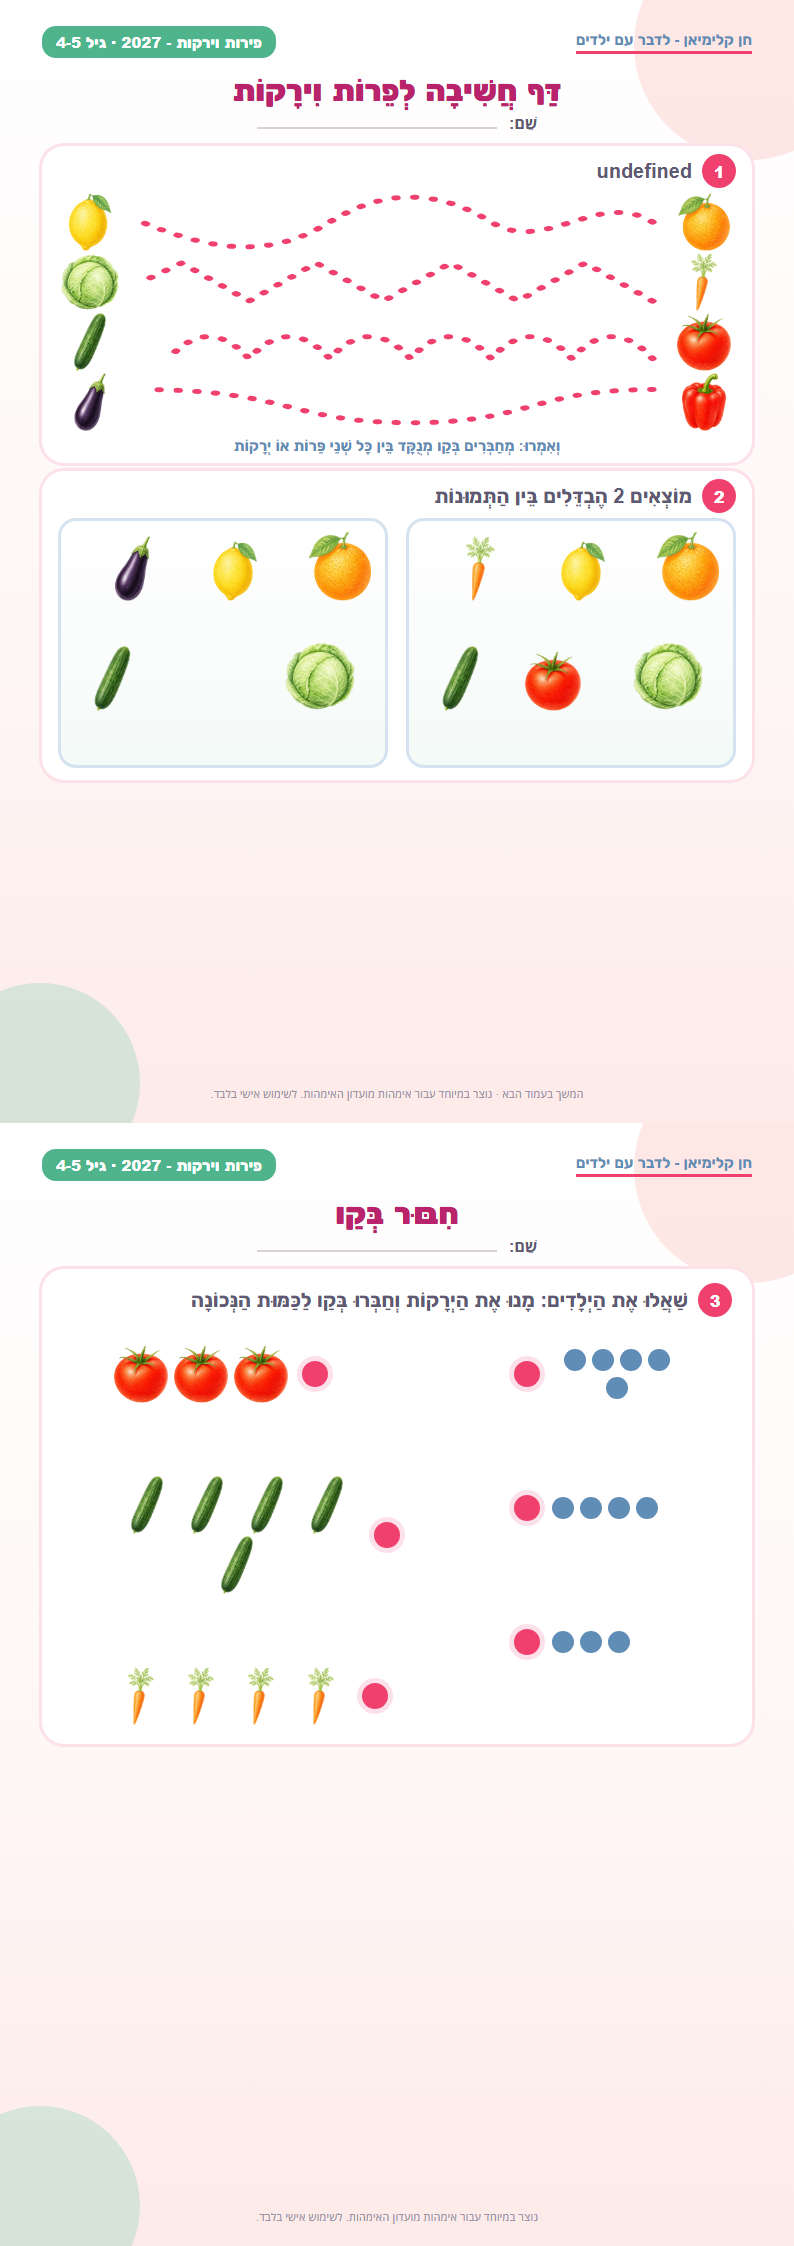 חן קלימיאן - לדבר עם ילדים
פירות וירקות - 2027 · גיל 4-5
דַּף חֲשִׁיבָה לְפֵרוֹת וִירָקוֹת
שֵׁם:
1
undefined
וְאִמְרוּ: מְחַבְּרִים בְּקַו מְנֻקָּד בֵּין כָּל שְׁנֵי פֵּרוֹת אוֹ יְרָקוֹת
2
מוֹצְאִים 2 הֶבְדֵּלִים בֵּין הַתְּמוּנוֹת
המשך בעמוד הבא · נוצר במיוחד עבור אימהות מועדון האימהות. לשימוש אישי בלבד.
חן קלימיאן - לדבר עם ילדים
פירות וירקות - 2027 · גיל 4-5
חִבּוּר בְּקַו
שֵׁם:
3
שַׁאֲלוּ אֶת הַיְלָדִים: מָנוּ אֶת הַיְרָקוֹת וְחַבְּרוּ בְּקַו לַכַּמּוּת הַנְּכוֹנָה
נוצר במיוחד עבור אימהות מועדון האימהות. לשימוש אישי בלבד.